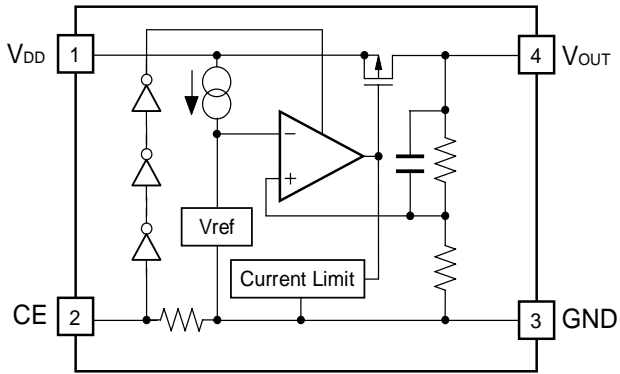 VDD 1
4 VOUT
−
+
Vref
Current Limit
CE 2
3 GND